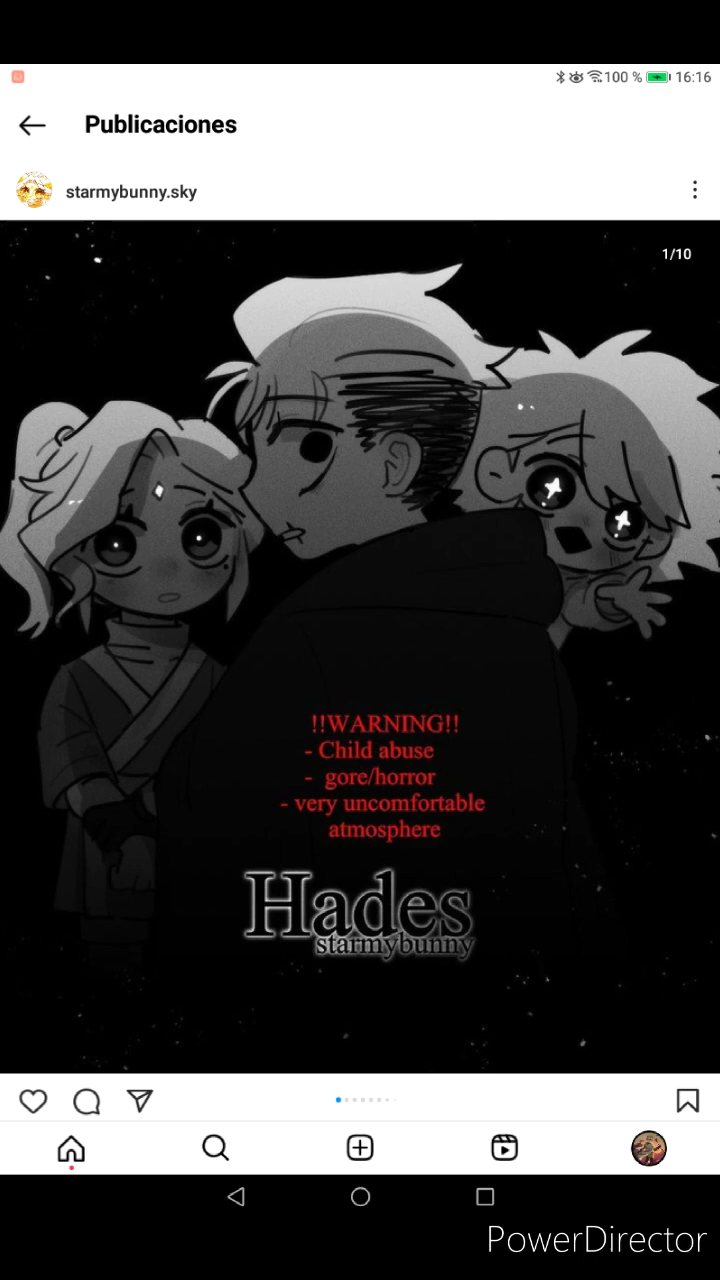 100 % 16:16
Publicaciones
starmybunny.sky
1/10
!!WARNING!!
- Child abuse
- gore/horror
- very uncomfortable
atmosphere
Hades
starmybunny
PowerDirector